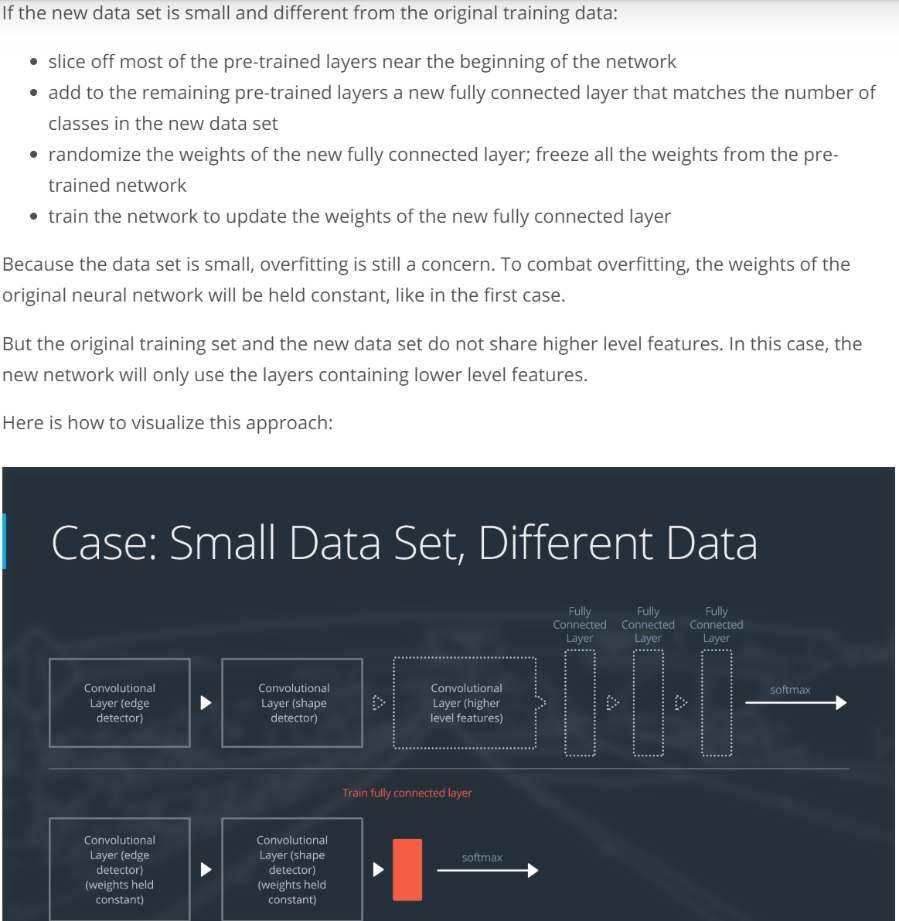 If the new data set is small and different from the original training data:
• slice off most of the pre-trained layers near the beginning of the network
• add to the remaining pre-trained layers a new fully connected layer that matches the number of
classes in the new data set
• randomize the weights of the new fully connected layer; freeze all the weights from the pre-
trained network
• train the network to update the weights of the new fully connected layer
Because the data set is small, overfitting is still a concern. To combat overfitting, the weights of the
original neural network will be held constant, like in the first case.
But the original training set and the new data set do not share higher level features. In this case, the
new network will only use the layers containing lower level features.
Here is how to visualize this approach:
Case: Small Data Set, Different Data
Convolutional
Layer (edge
detector)
Convolutional
Layer (shape
detector)
Convolutional
Layer (higher
level features)
Fully
Connected
Layer
Fully
Connected
Layer
Fully
Connected
Layer
softmax
Train fully connected layer
Convolutional
Layer (edge
detector)
(weights held
constant)
Convolutional
Layer (shape
detector)
(weights held
constant)
softmax